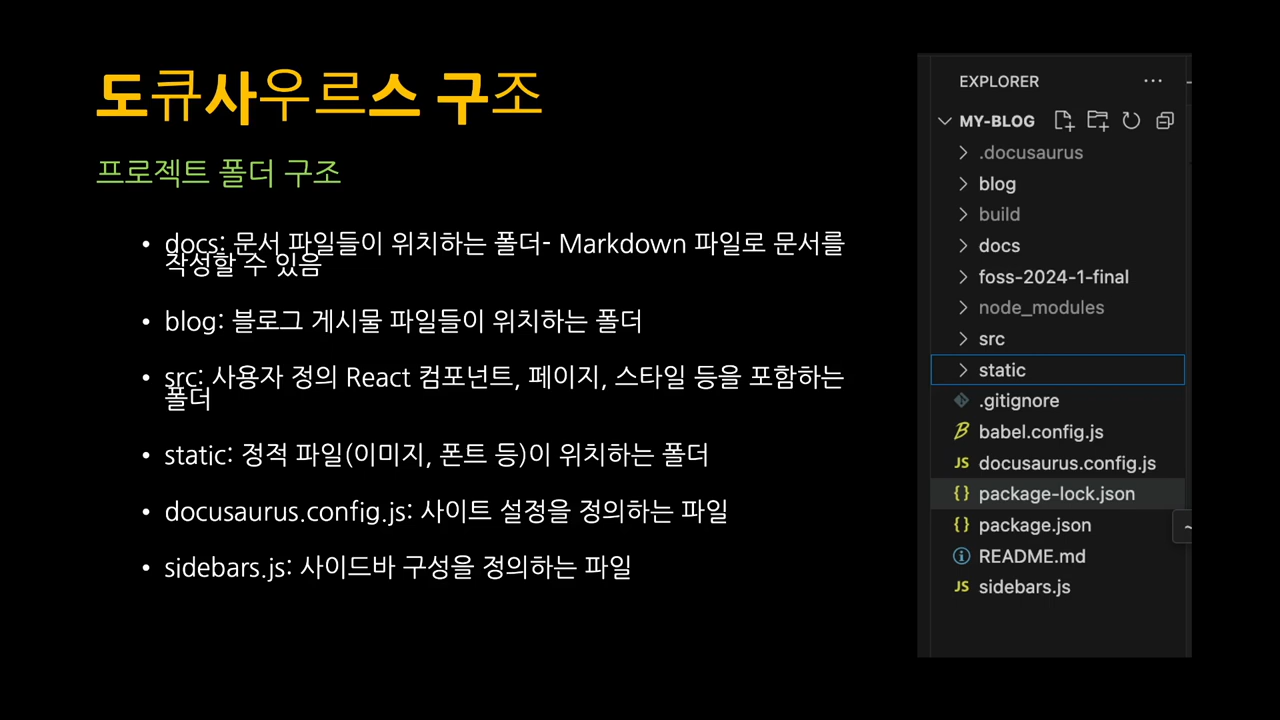 도큐사우르스 구조
프로젝트 폴더 구조
• docs: 문서 파일들이 위치하는 폴더- Markdown 파일로 문서를
작성할 수 있음
• blog: 블로그 게시물 파일들이 위치하는 폴더
• src: 사용자 정의 React 컴포넌트, 페이지, 스타일 등을 포함하는
폴더
• static: 정적 파일(이미지, 폰트 등)이 위치하는 폴더
• docusaurus.config.js: 사이트 설정을 정의하는 파일
• sidebars.js: 사이드바 구성을 정의하는 파일
EXPLORER
MY-BLOG
.docusaurus
blog
build
docs
foss-2024-1-final
node_modules
src
static
.gitignore
babel.config.js
JS docusaurus.config.js
{} package-lock.json
{} package.json
README.md
JS sidebars.js